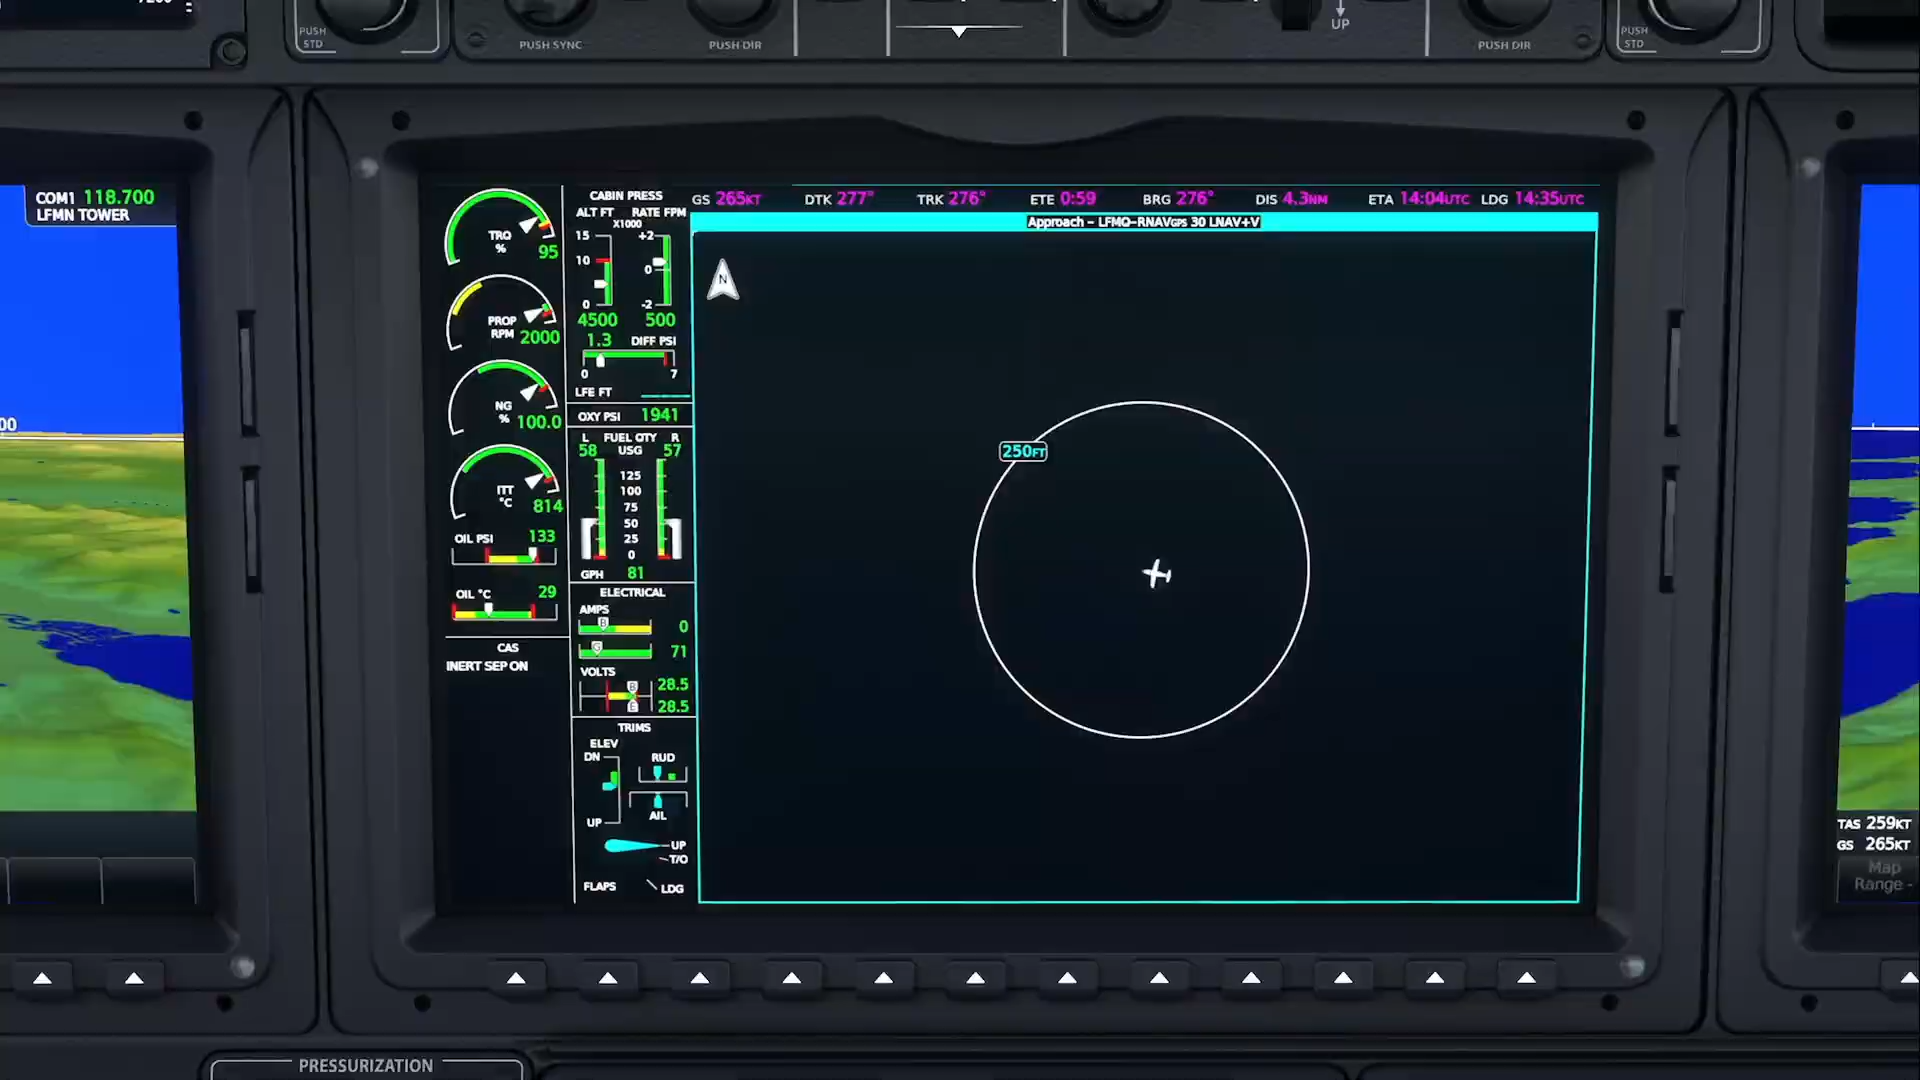 PUSH
STD
PUSH SYNC
PUSH DIR
UP
PUSH DIR
PUSH
STD
COM1 118.700
LFMN TOWER
TRQ
%
95
PROP
RPM 2000
NG
%
100.0
ITT
°C
814
OIL PSI 133
OIL °C 29
CAS
INERT SEP ON
CABIN PRESS
ALT FT RATE FPM
X1000
15 +2
10 0
0 -2
4500 500
1.3 DIFF PSI
0 7
LFE FT
OXY PSI 1941
L FUEL QTY R
58 USG 57
125
100
75
50
25
0
GPH 81
ELECTRICAL
AMPS
B 0
G 71
VOLTS
B 28.5
E 28.5
TRIMS
ELEV
DN RUD
UP AIL
UP
T/O
FLAPS LDG
GS 265KT DTK 277° TRK 276° ETE 0:59 BRG 276° DIS 4.3NM ETA 14:04UTC LDG 14:35UTC
Approach – LFMQ–RNAVGPS 30 LNAV+V
N
250FT
TAS 259KT
GS 265KT
Map
Range -
PRESSURIZATION